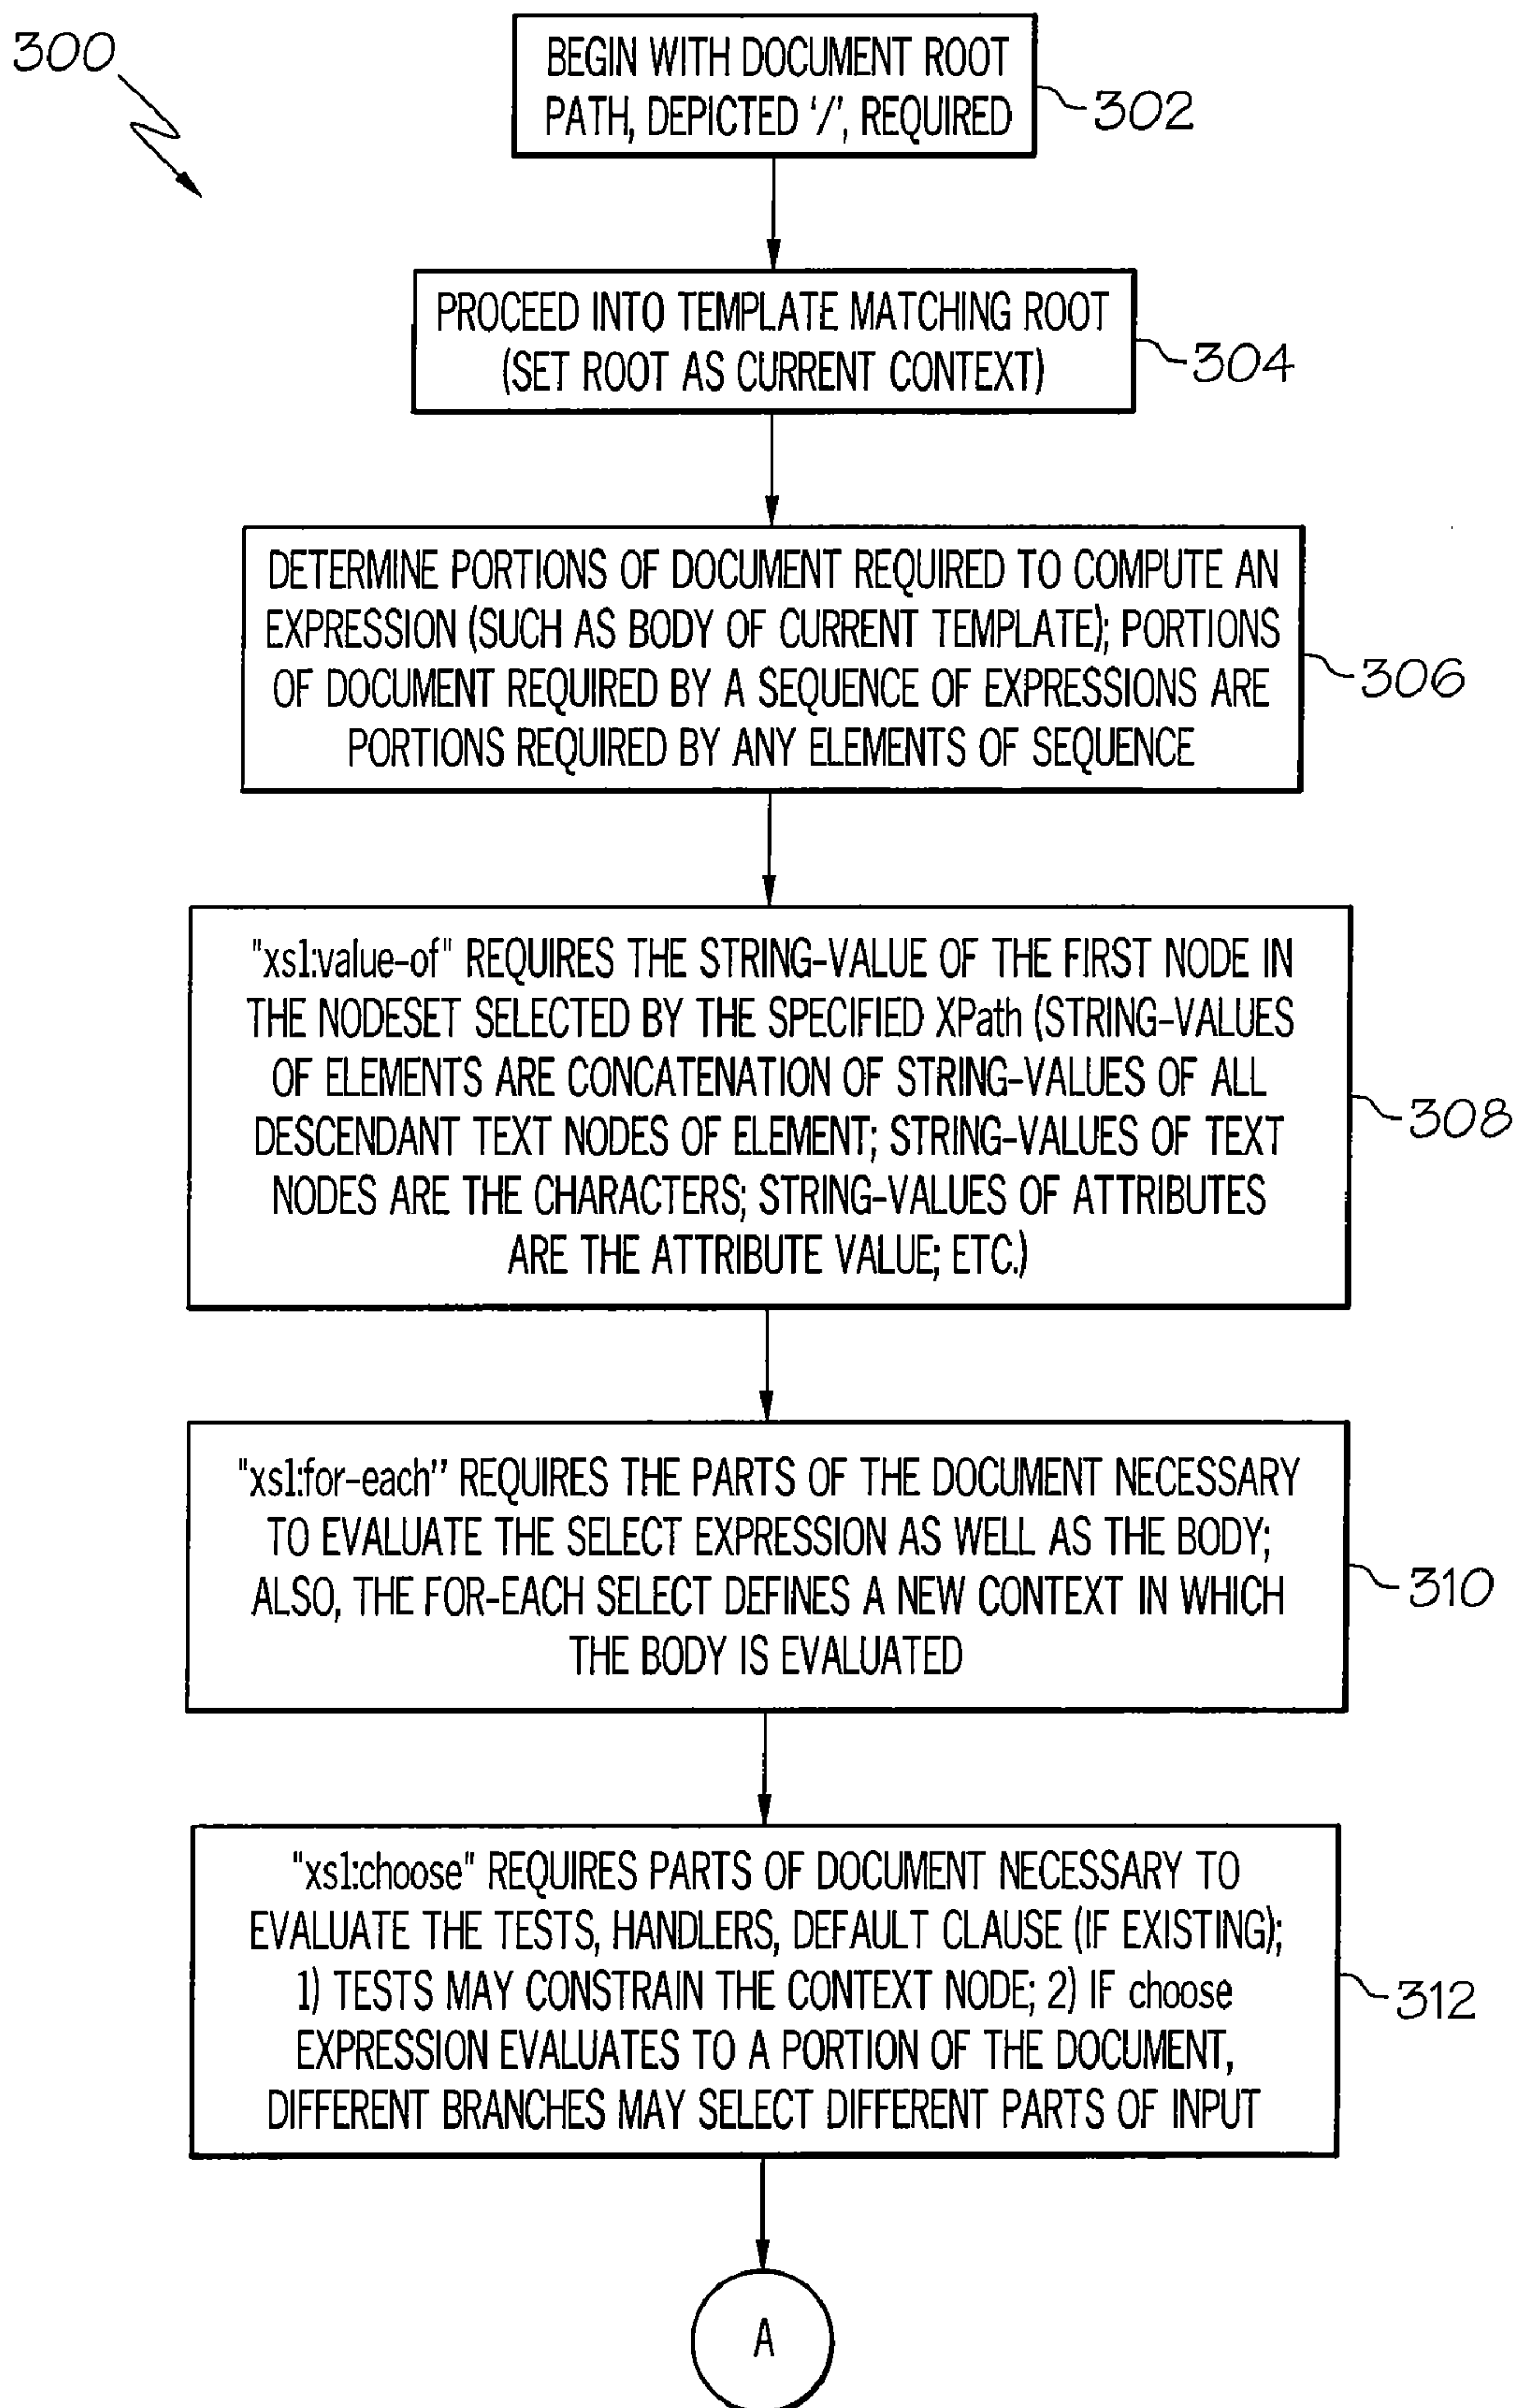 300
BEGIN WITH DOCUMENT ROOT
PATH, DEPICTED '/', REQUIRED
302
PROCEED INTO TEMPLATE MATCHING ROOT
(SET ROOT AS CURRENT CONTEXT)
304
DETERMINE PORTIONS OF DOCUMENT REQUIRED TO COMPUTE AN
EXPRESSION (SUCH AS BODY OF CURRENT TEMPLATE); PORTIONS
OF DOCUMENT REQUIRED BY A SEQUENCE OF EXPRESSIONS ARE
PORTIONS REQUIRED BY ANY ELEMENTS OF SEQUENCE
306
"xsl:value-of" REQUIRES THE STRING-VALUE OF THE FIRST NODE IN
THE NODESET SELECTED BY THE SPECIFIED XPath (STRING-VALUES
OF ELEMENTS ARE CONCATENATION OF STRING-VALUES OF ALL
DESCENDANT TEXT NODES OF ELEMENT; STRING-VALUES OF TEXT
NODES ARE THE CHARACTERS; STRING-VALUES OF ATTRIBUTES
ARE THE ATTRIBUTE VALUE; ETC.)
308
"xsl:for-each" REQUIRES THE PARTS OF THE DOCUMENT NECESSARY
TO EVALUATE THE SELECT EXPRESSION AS WELL AS THE BODY;
ALSO, THE FOR-EACH SELECT DEFINES A NEW CONTEXT IN WHICH
THE BODY IS EVALUATED
310
"xsl:choose" REQUIRES PARTS OF DOCUMENT NECESSARY TO
EVALUATE THE TESTS, HANDLERS, DEFAULT CLAUSE (IF EXISTING);
1) TESTS MAY CONSTRAIN THE CONTEXT NODE; 2) IF choose
EXPRESSION EVALUATES TO A PORTION OF THE DOCUMENT,
DIFFERENT BRANCHES MAY SELECT DIFFERENT PARTS OF INPUT
312
A